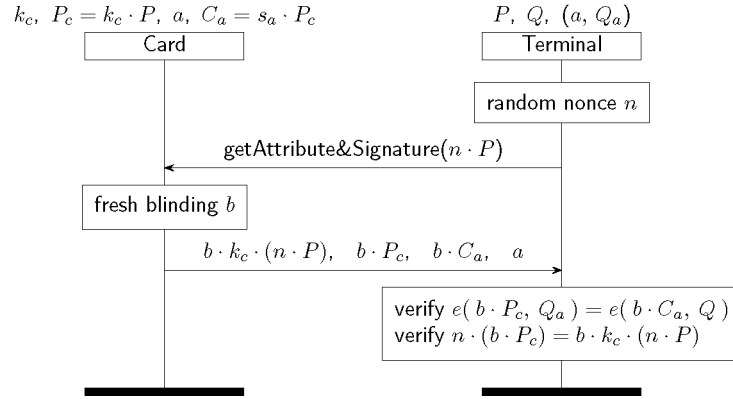 k_c, P_c = k_c · P, a, C_a = s_a · P_c
P, Q, (a, Q_a)
Card
Terminal
random nonce n
getAttribute&Signature(n · P)
fresh blinding b
b · k_c · (n · P), b · P_c, b · C_a, a
verify e( b · P_c, Q_a ) = e( b · C_a, Q )
verify n · (b · P_c) = b · k_c · (n · P)